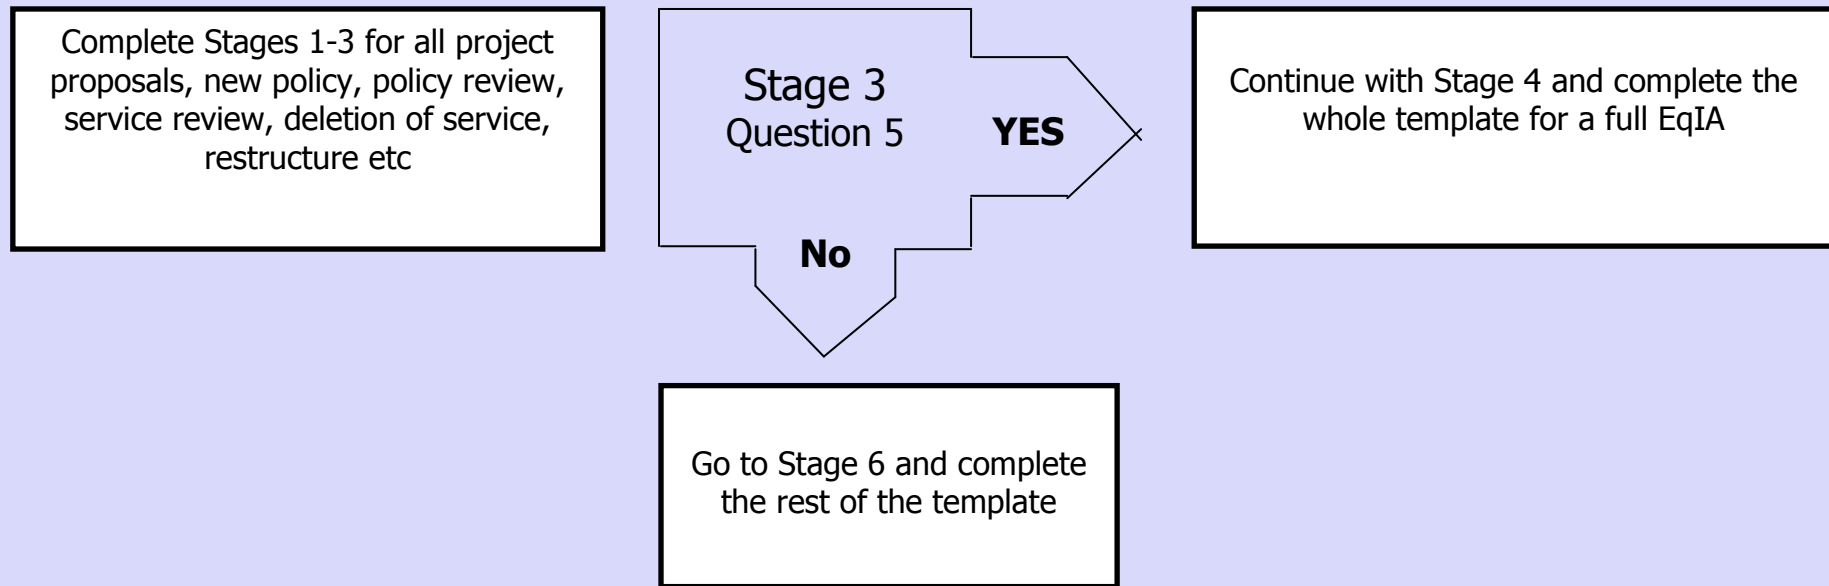 Complete Stages 1-3 for all project
proposals, new policy, policy review,
service review, deletion of service,
restructure etc
Stage 3
Question 5
YES
No
Continue with Stage 4 and complete the
whole template for a full EqIA
Go to Stage 6 and complete
the rest of the template